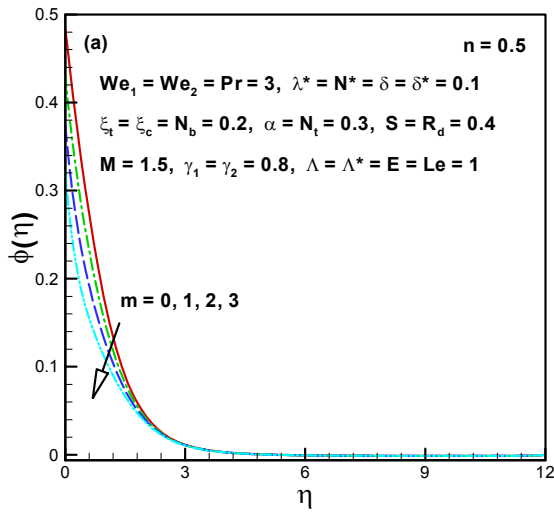 0.5
(a)
n = 0.5
We₁ = We₂ = Pr = 3, λ* = N* = δ = δ* = 0.1
0.4
ξₜ = ξ_c = N_b = 0.2, α = Nₜ = 0.3, S = R_d = 0.4
M = 1.5, γ₁ = γ₂ = 0.8, Λ = Λ* = E = Le = 1
0.3
ϕ(η)
0.2
m = 0, 1, 2, 3
0.1
0
0 3 6 9 12
η